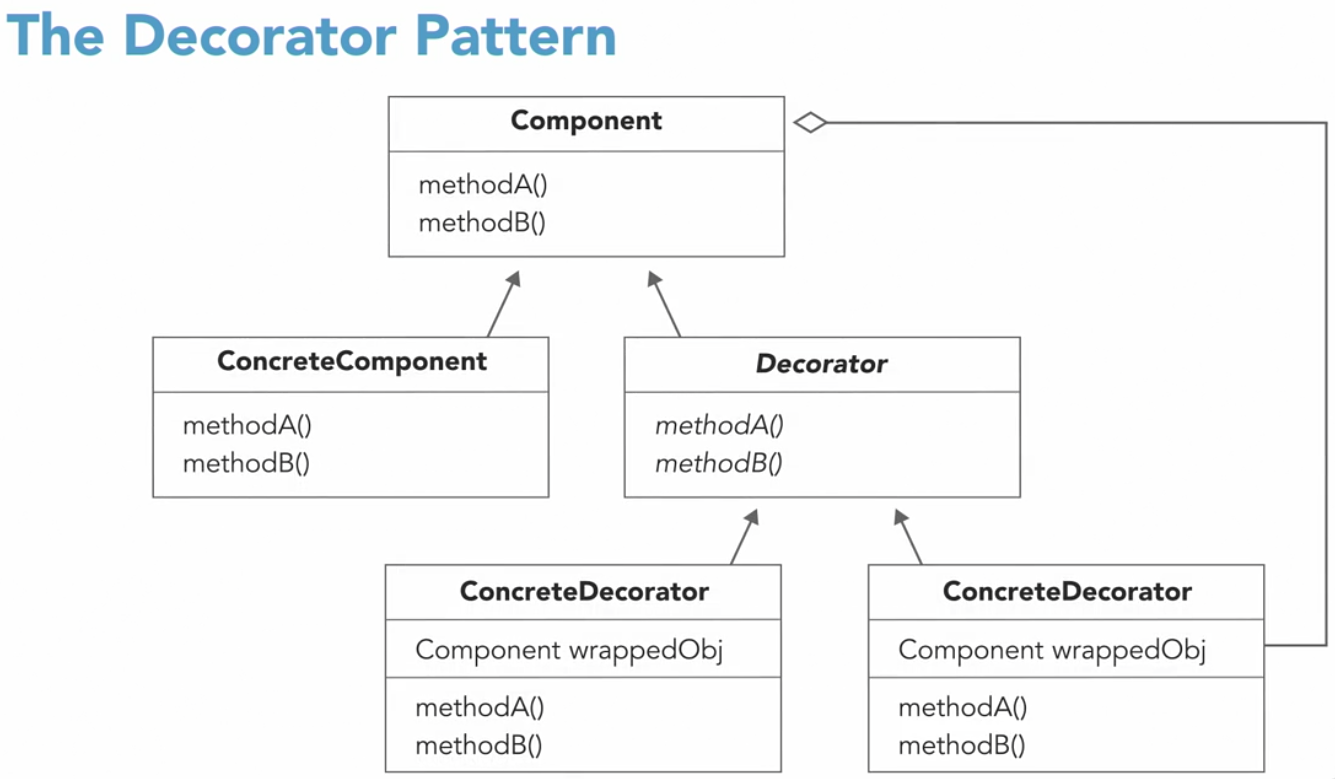 The Decorator Pattern
Component
methodA()
methodB()
ConcreteComponent
methodA()
methodB()
Decorator
methodA()
methodB()
ConcreteDecorator
Component wrappedObj
methodA()
methodB()
ConcreteDecorator
Component wrappedObj
methodA()
methodB()